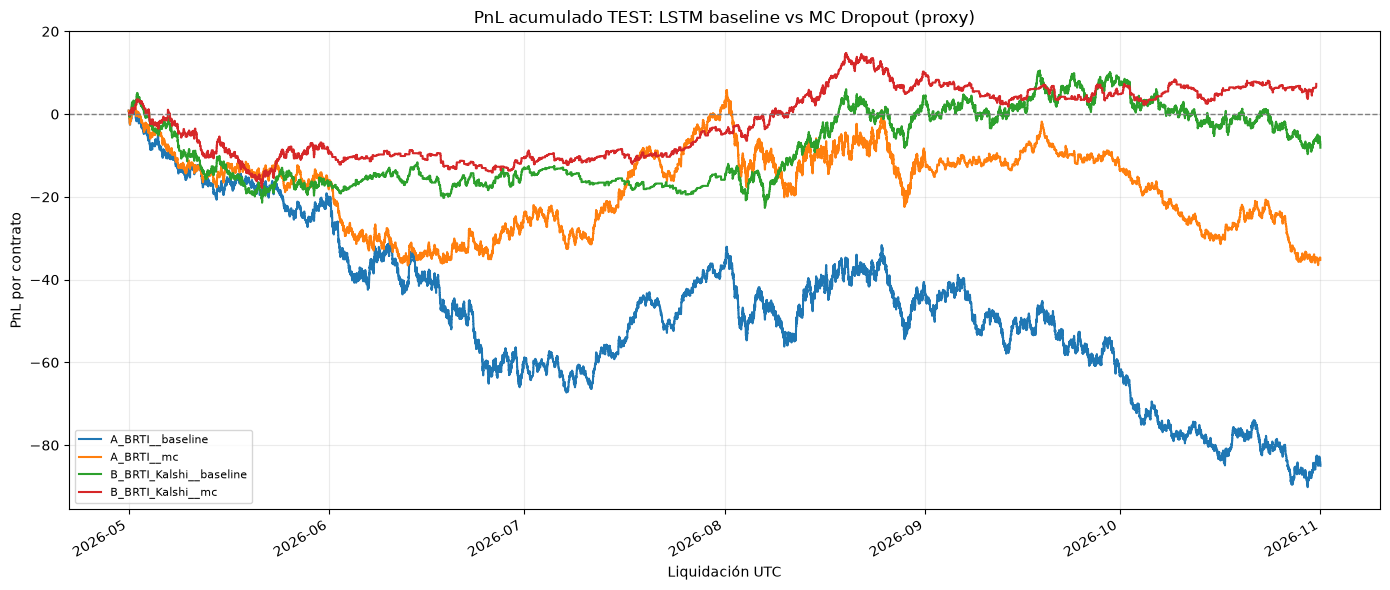 PnL acumulado TEST: LSTM baseline vs MC Dropout (proxy)
PnL por contrato
20
0
−20
−40
−60
−80
A_BRTI__baseline
A_BRTI__mc
B_BRTI_Kalshi__baseline
B_BRTI_Kalshi__mc
2026-05
2026-06
2026-07
2026-08
2026-09
2026-10
2026-11
Liquidación UTC